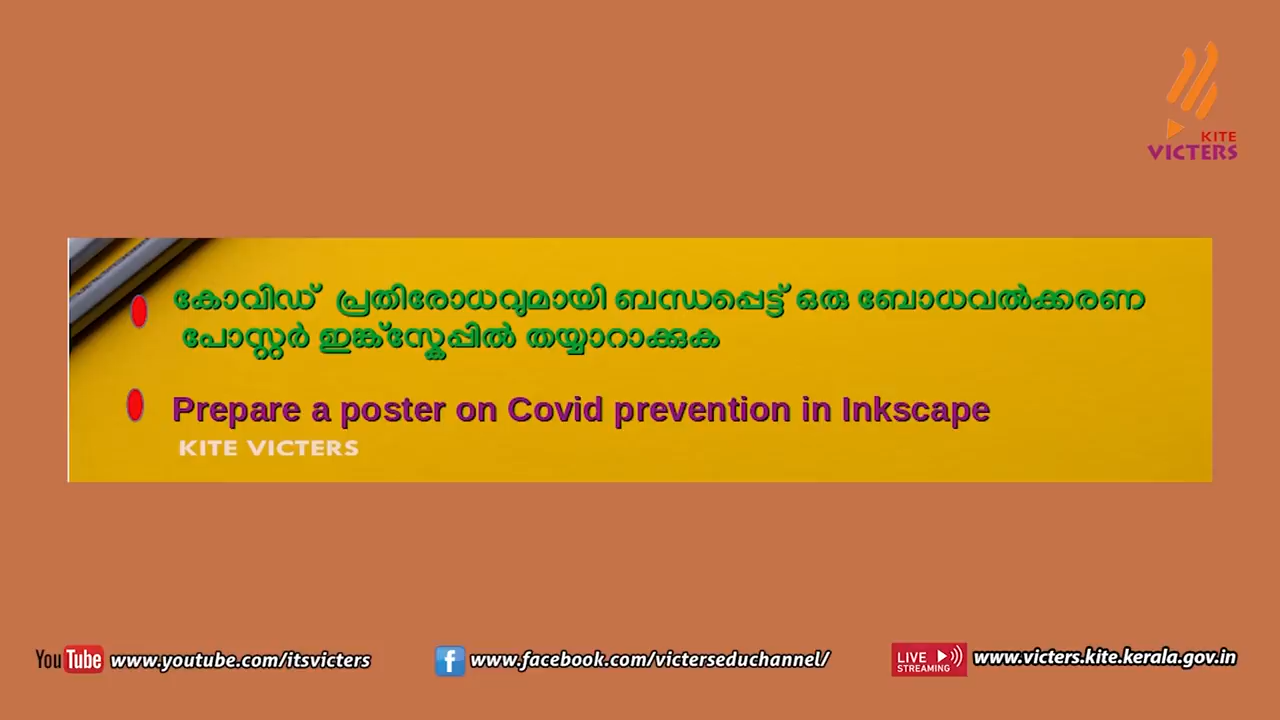 KITE
VICTERS
കോവിഡ് പ്രതിരോധവുമായി ബന്ധപ്പെട്ട് ഒരു ബോധവൽക്കരണ
പോസ്റ്റർ ഇങ്ക്സ്കേപ്പിൽ തയ്യാറാക്കുക
Prepare a poster on Covid prevention in Inkscape
KITE VICTERS
YouTube www.youtube.com/itsvicters
f www.facebook.com/victerseduchannel/
LIVE STREAMING www.victers.kite.kerala.gov.in